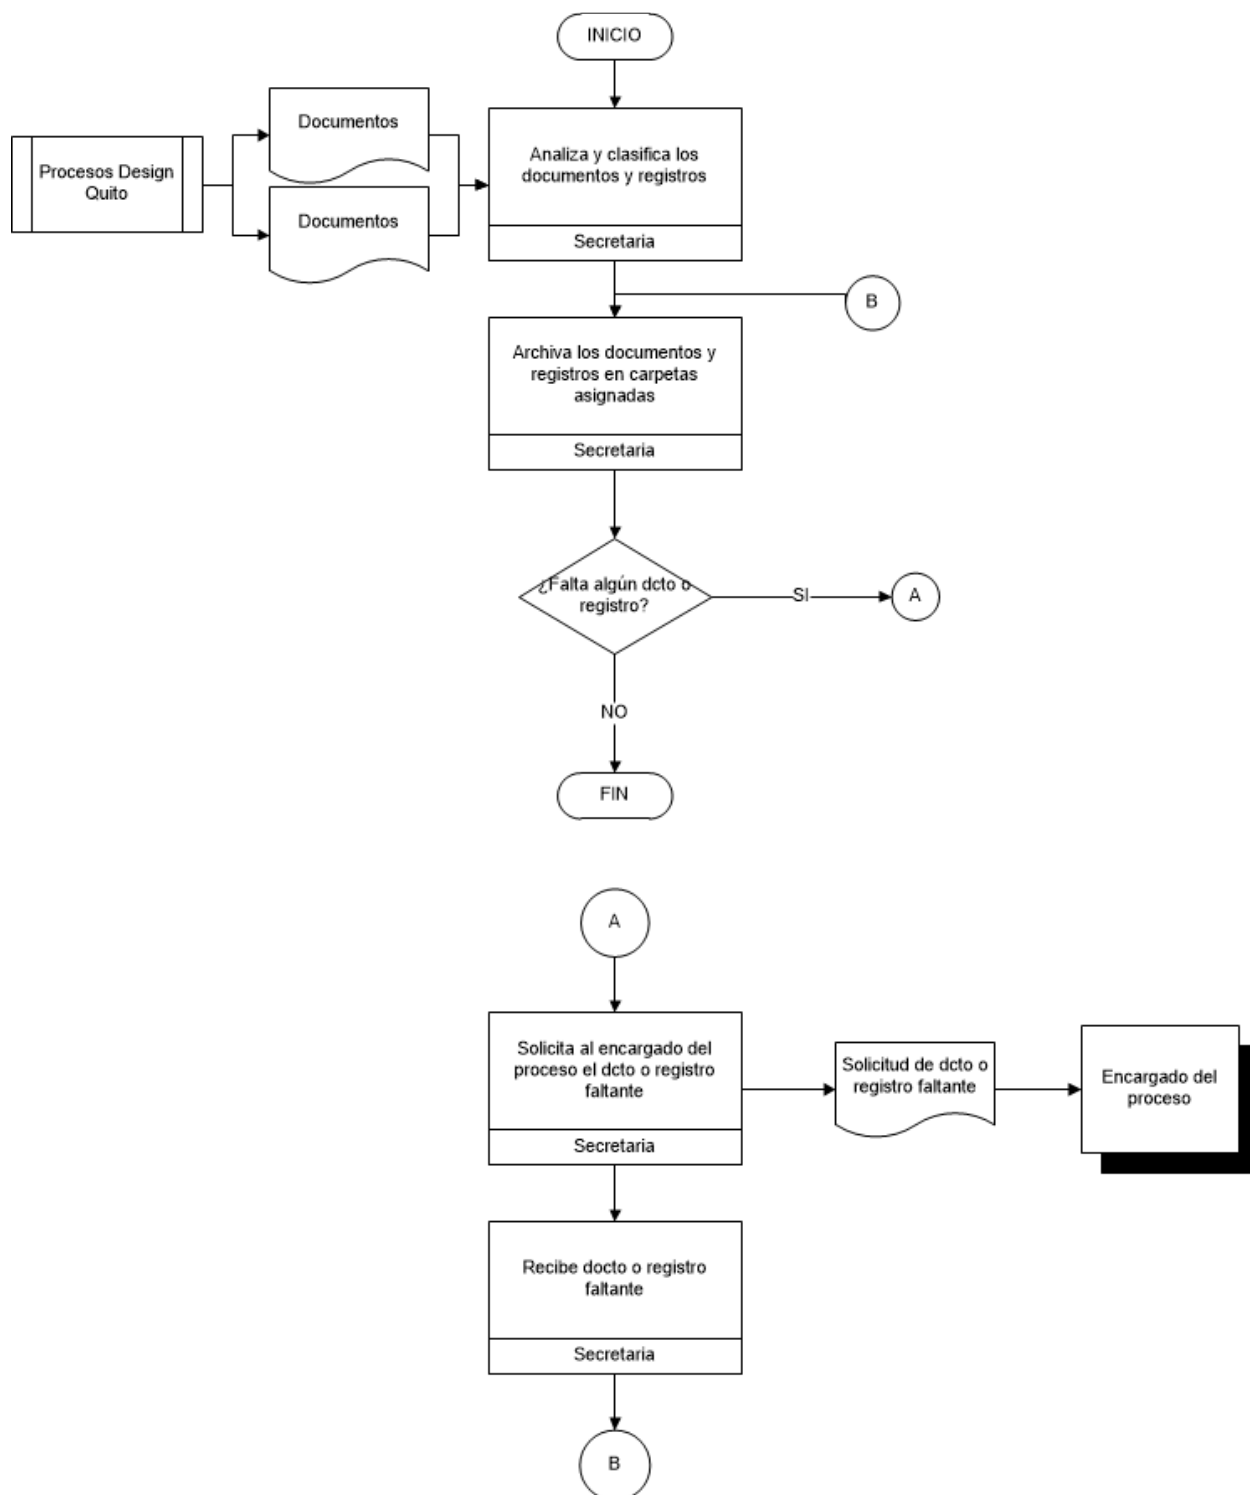 INICIO
Procesos Design
Quito
Documentos
Documentos
Analiza y clasifica los
documentos y registros
Secretaria
B
Archiva los documentos y
registros en carpetas
asignadas
Secretaria
¿Falta algún dcto o
registro?
SI
A
NO
FIN
A
Solicita al encargado del
proceso el dcto o registro
faltante
Secretaria
Solicitud de dcto o
registro faltante
Encargado del
proceso
Recibe docto o registro
faltante
Secretaria
B